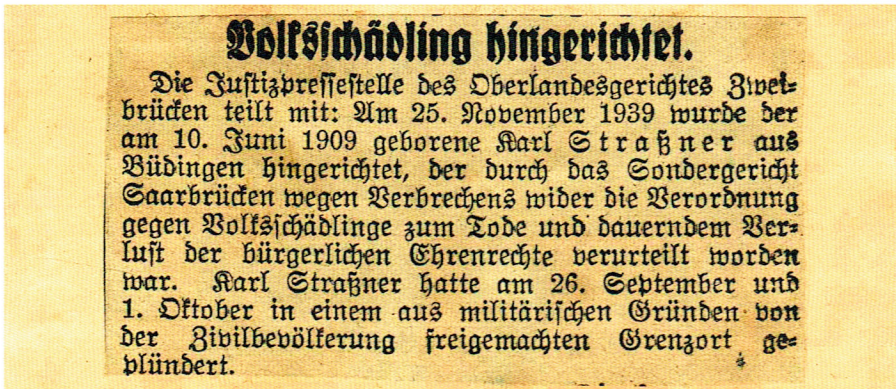 Volksschädling hingerichtet.
Die Justizpressestelle des Oberlandesgerichtes Zwei-
brücken teilt mit: Am 25. November 1939 wurde der
am 10. Juni 1909 geborene Karl Straßner aus
Büdingen hingerichtet, der durch das Sondergericht
Saarbrücken wegen Verbrechens wider die Verordnung
gegen Volksschädlinge zum Tode und dauerndem Ver-
lust der bürgerlichen Ehrenrechte verurteilt worden
war. Karl Straßner hatte am 26. September und
1. Oktober in einem aus militärischen Gründen von
der Zivilbevölkerung freigemachten Grenzort ge-
plündert.